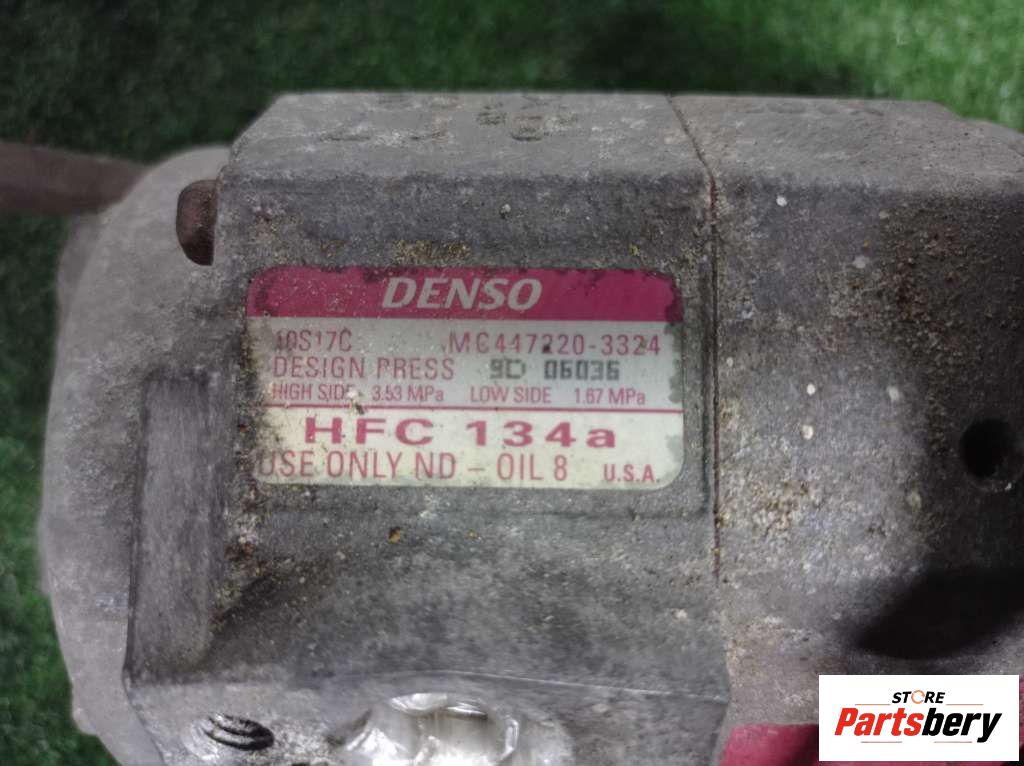 DENSO
10S17C MC447220-3324
DESIGN PRESS 9D 06036
HIGH SIDE 3.53 MPa LOW SIDE 1.67 MPa
HFC 134a
USE ONLY ND - OIL 8 U.S.A.
STORE
Partsbery